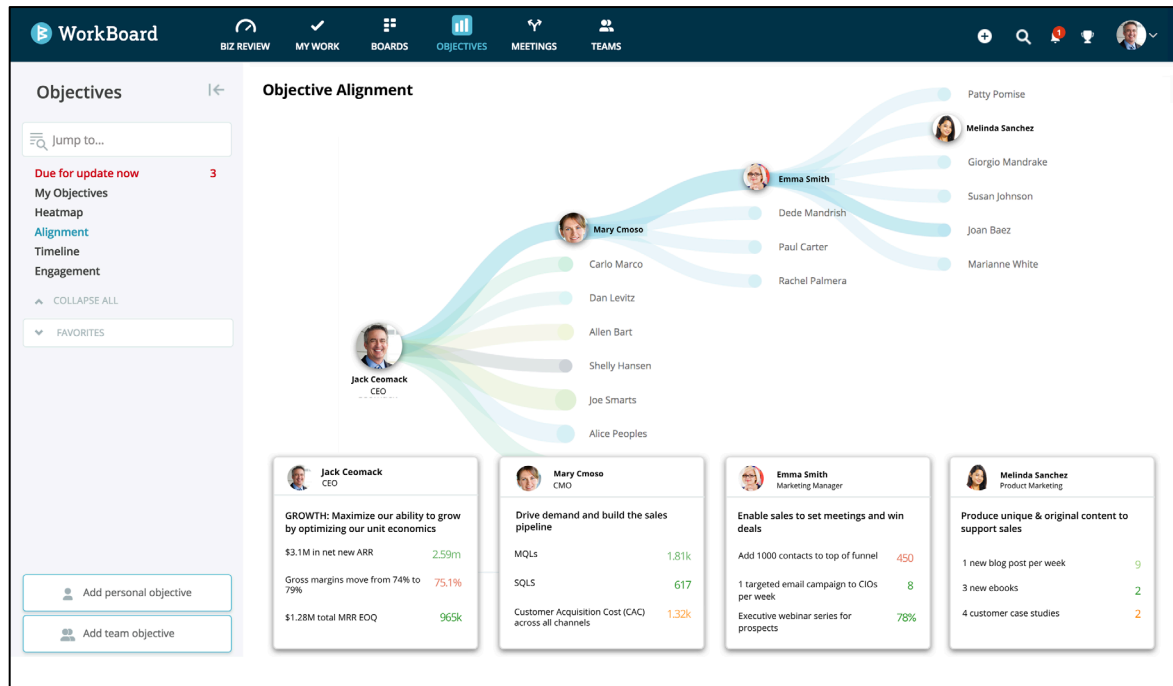 WorkBoard
BIZ REVIEW
MY WORK
BOARDS
OBJECTIVES
MEETINGS
TEAMS
1
Objectives
Jump to...
Due for update now 3
My Objectives
Heatmap
Alignment
Timeline
Engagement
COLLAPSE ALL
FAVORITES
Add personal objective
Add team objective
Objective Alignment
Jack Ceomack
CEO
Mary Cmoso
Carlo Marco
Dan Levitz
Allen Bart
Shelly Hansen
Joe Smarts
Alice Peoples
Emma Smith
Dede Mandrish
Paul Carter
Rachel Palmera
Patty Pomise
Melinda Sanchez
Giorgio Mandrake
Susan Johnson
Joan Baez
Marianne White
Jack Ceomack
CEO
GROWTH: Maximize our ability to grow
by optimizing our unit economics
$3.1M in net new ARR 2.59m
Gross margins move from 74% to 75.1%
79%
$1.28M total MRR EOQ 965k
Mary Cmoso
CMO
Drive demand and build the sales
pipeline
MQLs 1.81k
SQLS 617
Customer Acquisition Cost (CAC) 1.32k
across all channels
Emma Smith
Marketing Manager
Enable sales to set meetings and win
deals
Add 1000 contacts to top of funnel 450
1 targeted email campaign to CIOs 8
per week
Executive webinar series for 78%
prospects
Melinda Sanchez
Product Marketing
Produce unique & original content to
support sales
1 new blog post per week 9
3 new ebooks 2
4 customer case studies 2